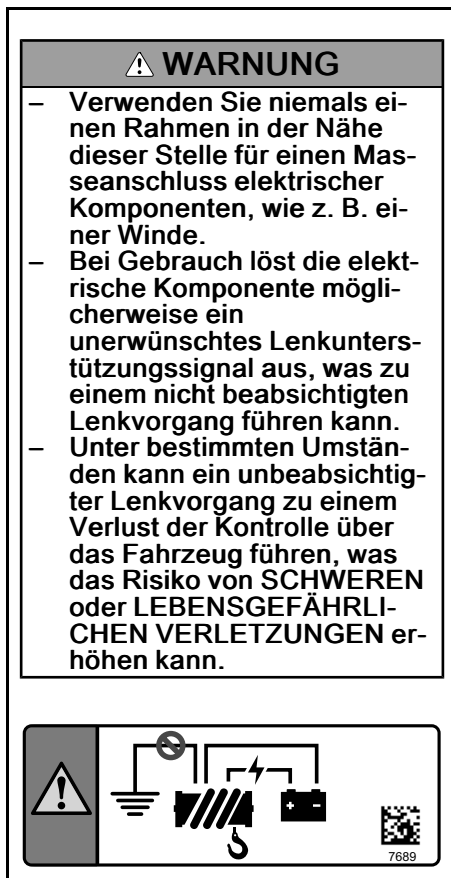 ⚠ WARNUNG
– Verwenden Sie niemals ei-
nen Rahmen in der Nähe
dieser Stelle für einen Mas-
seanschluss elektrischer
Komponenten, wie z. B. ei-
ner Winde.
– Bei Gebrauch löst die elekt-
rische Komponente mögli-
cherweise ein
unerwünschtes Lenkunters-
tützungssignal aus, was zu
einem nicht beabsichtigten
Lenkvorgang führen kann.
– Unter bestimmten Umstän-
den kann ein unbeabsichtig-
ter Lenkvorgang zu einem
Verlust der Kontrolle über
das Fahrzeug führen, was
das Risiko von SCHWEREN
oder LEBENSGEFÄHRLI-
CHEN VERLETZUNGEN er-
höhen kann.
7689